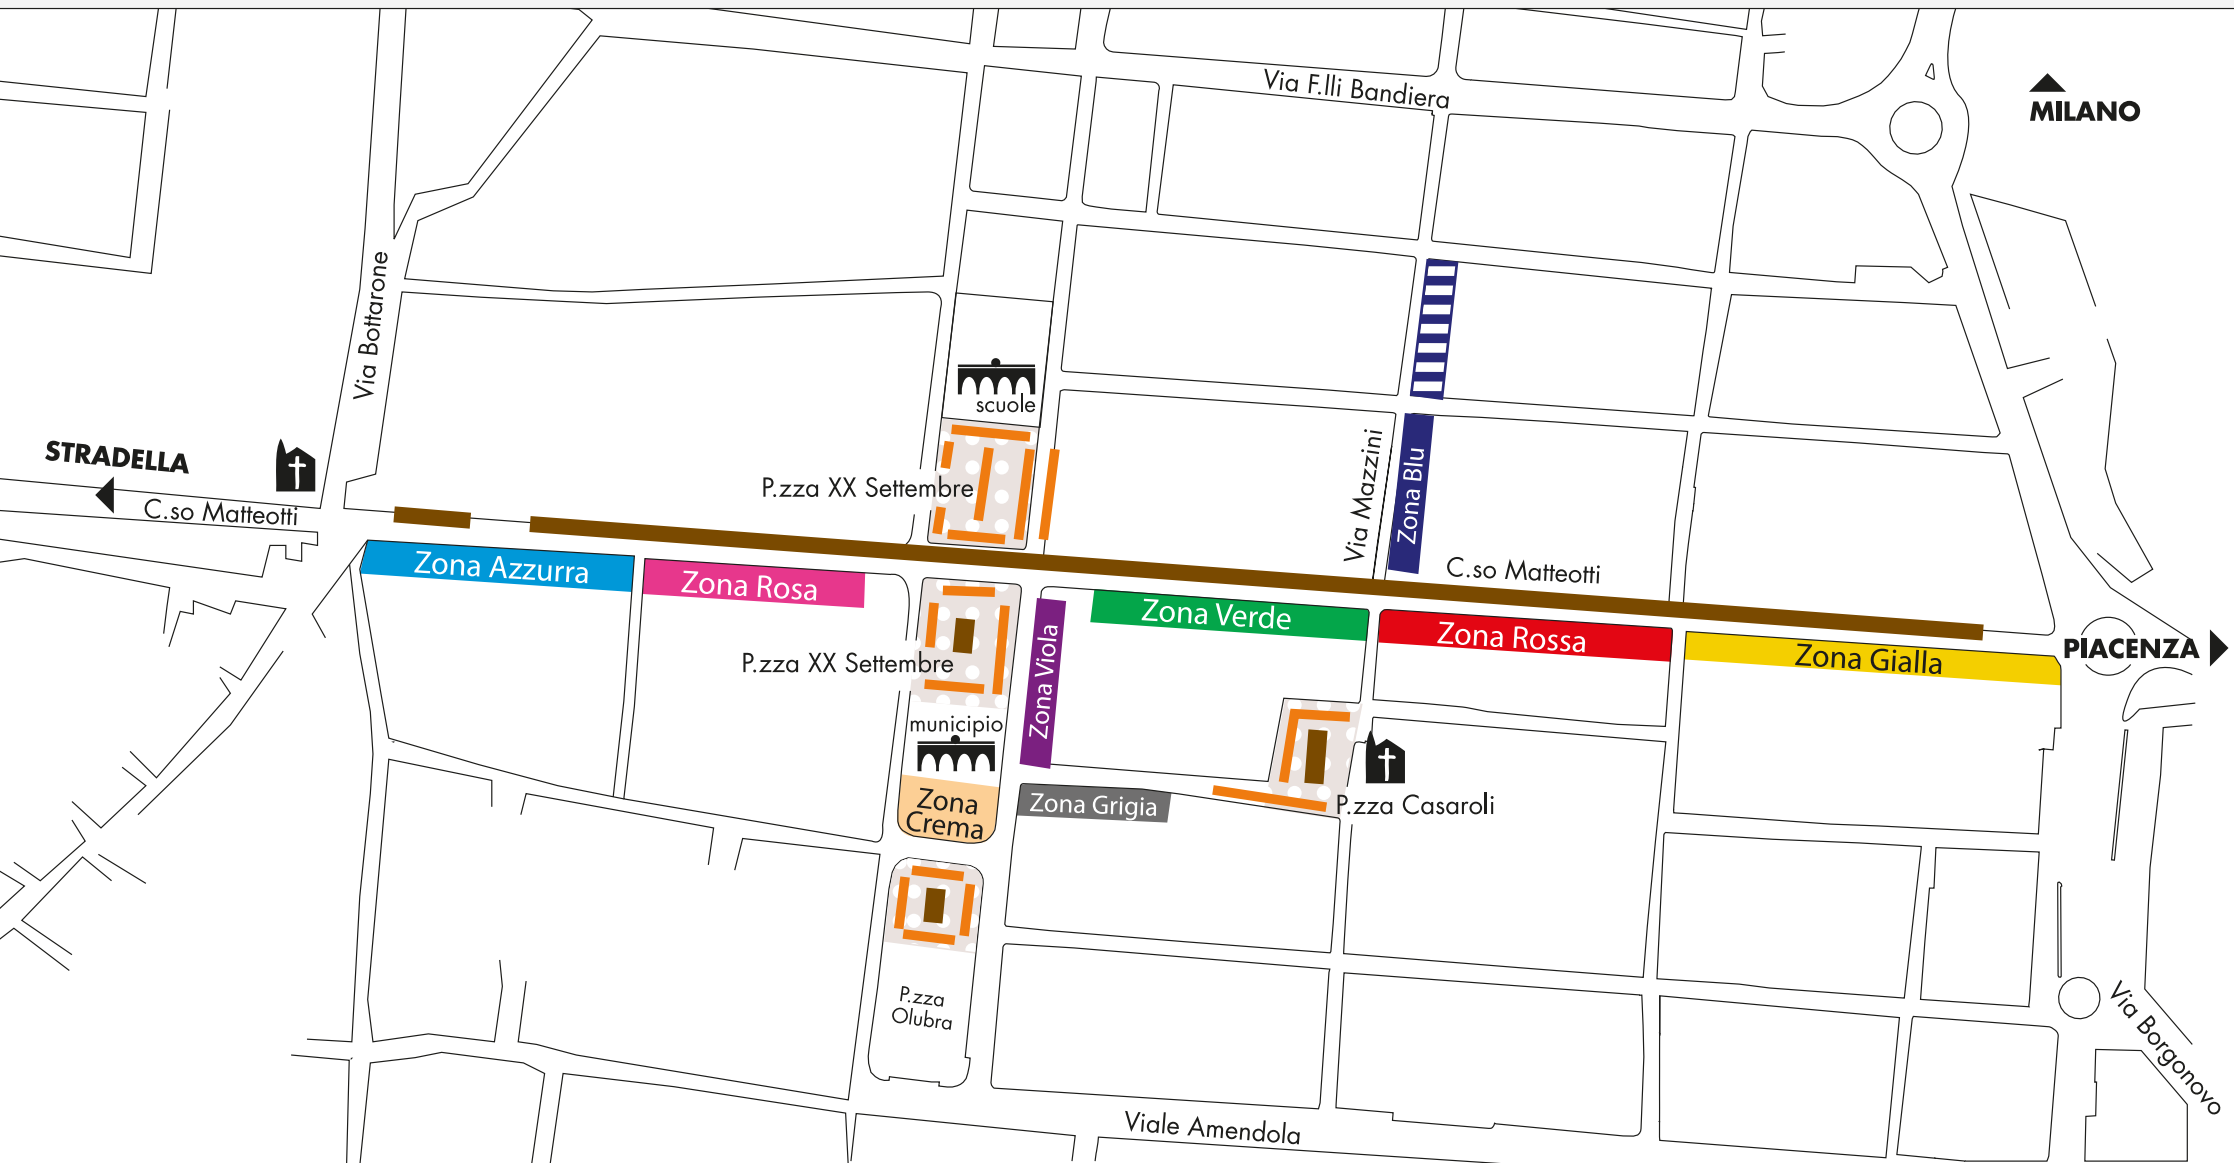 Via F.lli Bandiera
MILANO
Via Bottarone
scuole
STRADELLA
C.so Matteotti
P.zza XX Settembre
Via Mazzini
Zona Blu
C.so Matteotti
Zona Azzurra
Zona Rosa
Zona Verde
Zona Rossa
Zona Gialla
PIACENZA
P.zza XX Settembre
Zona Viola
municipio
Zona
Crema
Zona Grigia
P.zza Casaroli
P.zza
Olubra
Via Borgonovo
Viale Amendola